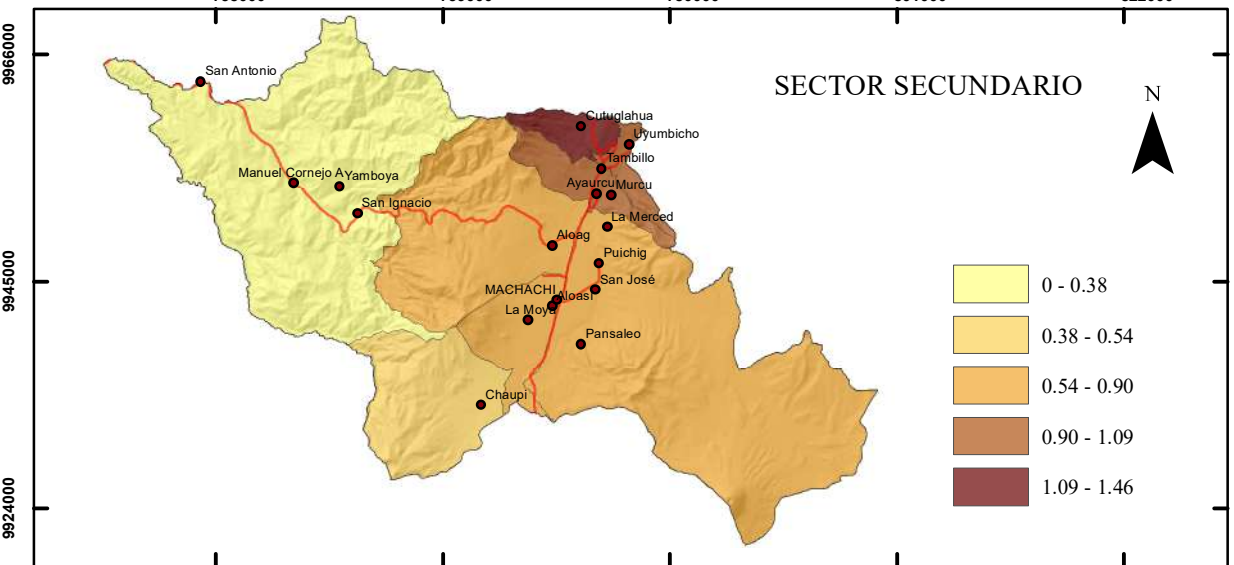 9966000
SECTOR SECUNDARIO
N
San Antonio
Cutuglahua
Uyumbicho
Tambillo
Manuel Cornejo A
Yamboya
Ayaurcu
Murcu
San Ignacio
La Merced
Aloag
Puichig
9945000
San José
MACHACHI
Aloasi
La Moya
Pansaleo
Chaupi
0 - 0.38
0.38 - 0.54
0.54 - 0.90
0.90 - 1.09
1.09 - 1.46
9924000